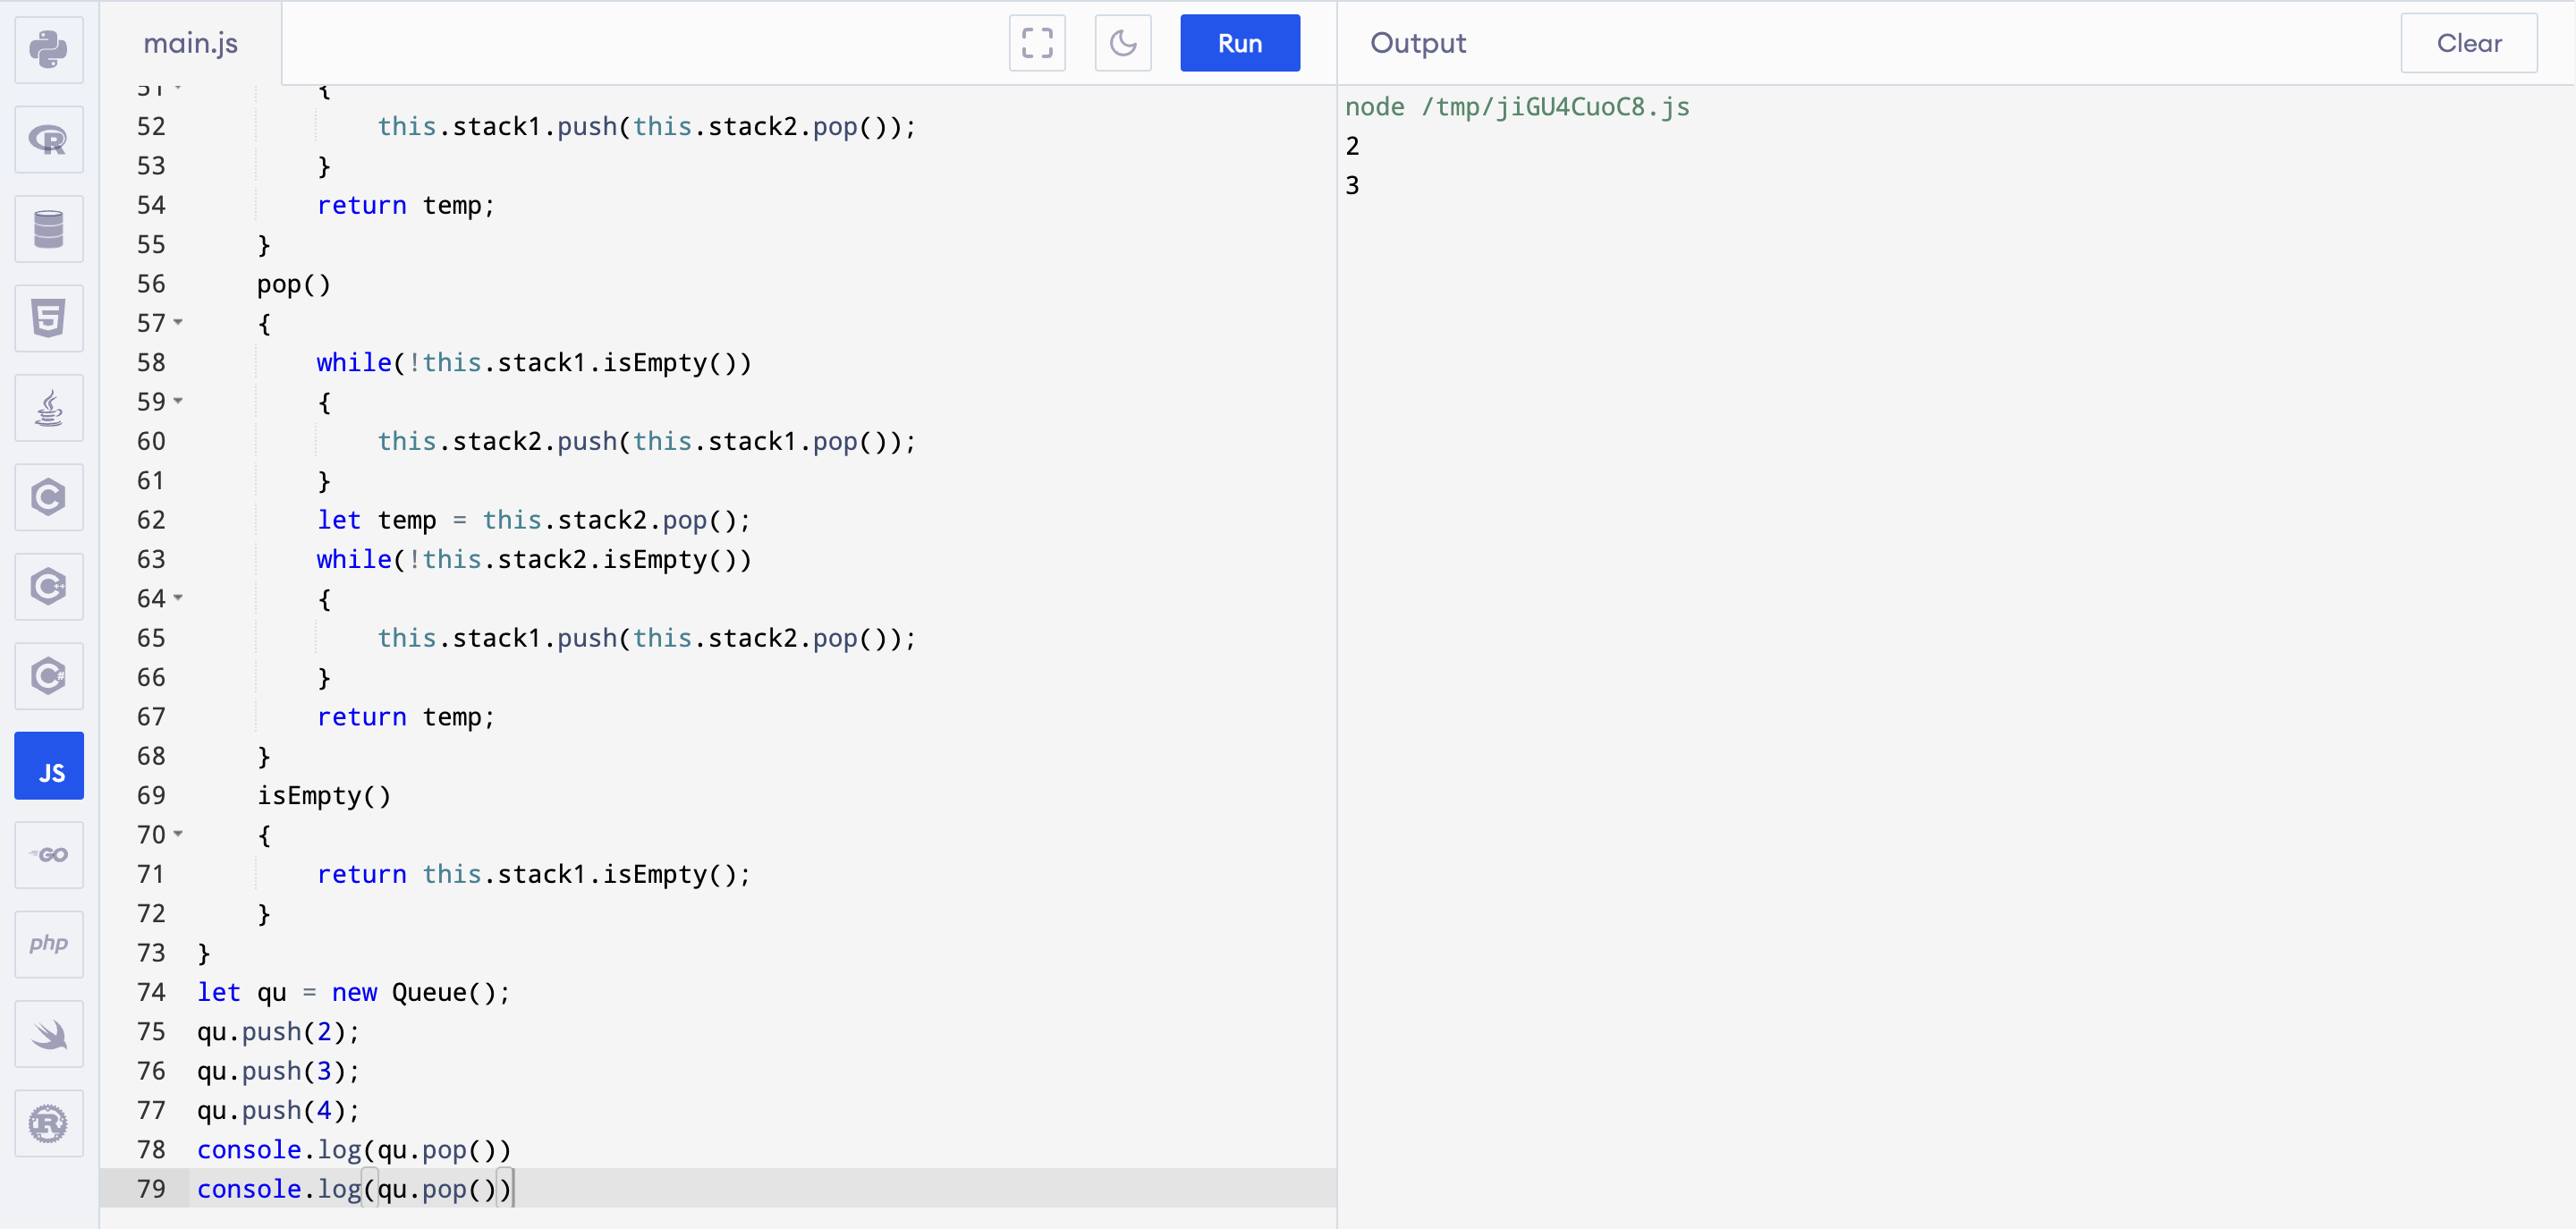 main.js
Run
Output
Clear
51 {
52 this.stack1.push(this.stack2.pop());
53 }
54 return temp;
55 }
56 pop()
57 {
58 while(!this.stack1.isEmpty())
59 {
60 this.stack2.push(this.stack1.pop());
61 }
62 let temp = this.stack2.pop();
63 while(!this.stack2.isEmpty())
64 {
65 this.stack1.push(this.stack2.pop());
66 }
67 return temp;
68 }
69 isEmpty()
70 {
71 return this.stack1.isEmpty();
72 }
73 }
74 let qu = new Queue();
75 qu.push(2);
76 qu.push(3);
77 qu.push(4);
78 console.log(qu.pop())
79 console.log(qu.pop())
node /tmp/jiGU4CuoC8.js
2
3
R
5
C
C++
C#
JS
GO
php
R